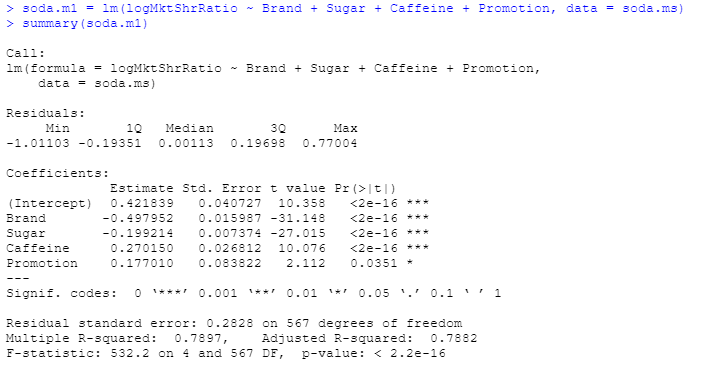 > soda.m1 = lm(logMktShrRatio ~ Brand + Sugar + Caffeine + Promotion, data = soda.ms)
> summary(soda.m1)
Call:
lm(formula = logMktShrRatio ~ Brand + Sugar + Caffeine + Promotion,
    data = soda.ms)
Residuals:
     Min       1Q   Median       3Q      Max
-1.01103 -0.19351  0.00113  0.19698  0.77004
Coefficients:
             Estimate Std. Error t value Pr(>|t|)
(Intercept)  0.421839   0.040727  10.358   <2e-16 ***
Brand       -0.497952   0.015987 -31.148   <2e-16 ***
Sugar       -0.199214   0.007374 -27.015   <2e-16 ***
Caffeine     0.270150   0.026812  10.076   <2e-16 ***
Promotion    0.177010   0.083822   2.112   0.0351 *
---
Signif. codes:  0 ‘***’ 0.001 ‘**’ 0.01 ‘*’ 0.05 ‘.’ 0.1 ‘ ’ 1
Residual standard error: 0.2828 on 567 degrees of freedom
Multiple R-squared:  0.7897,    Adjusted R-squared:  0.7882
F-statistic: 532.2 on 4 and 567 DF,  p-value: < 2.2e-16